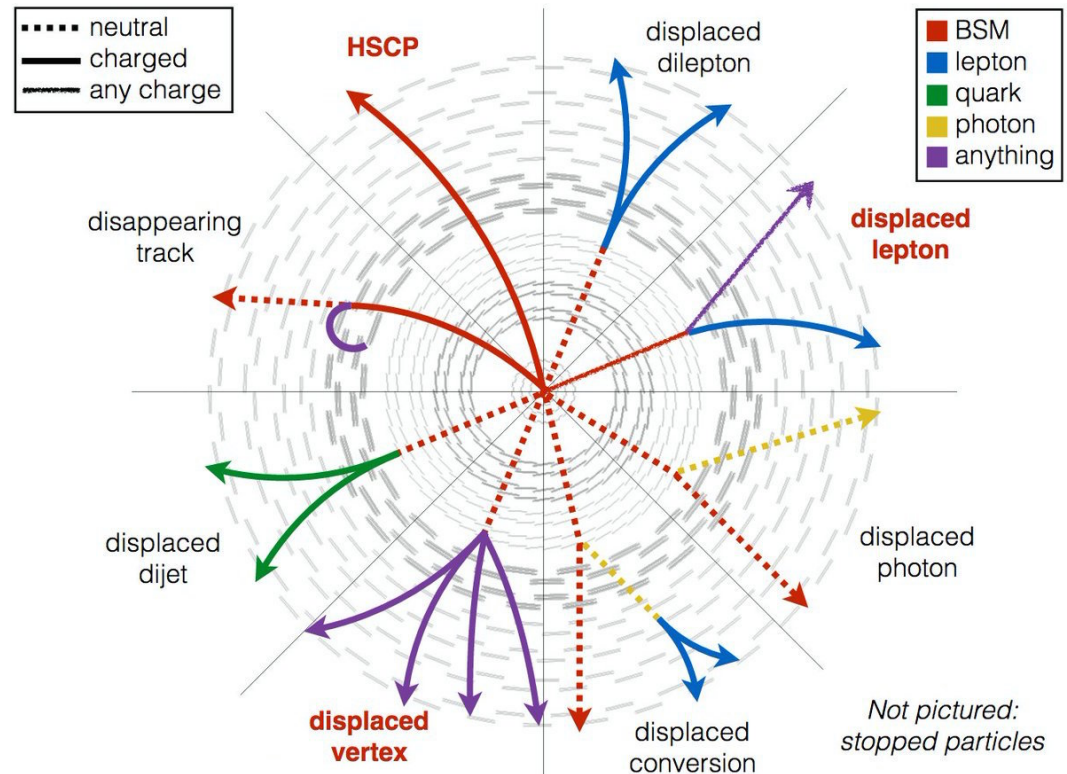 neutral
charged
any charge
HSCP
displaced
dilepton
BSM
lepton
quark
photon
anything
disappearing
track
displaced
lepton
displaced
dijet
displaced
photon
displaced
vertex
displaced
conversion
Not pictured:
stopped particles